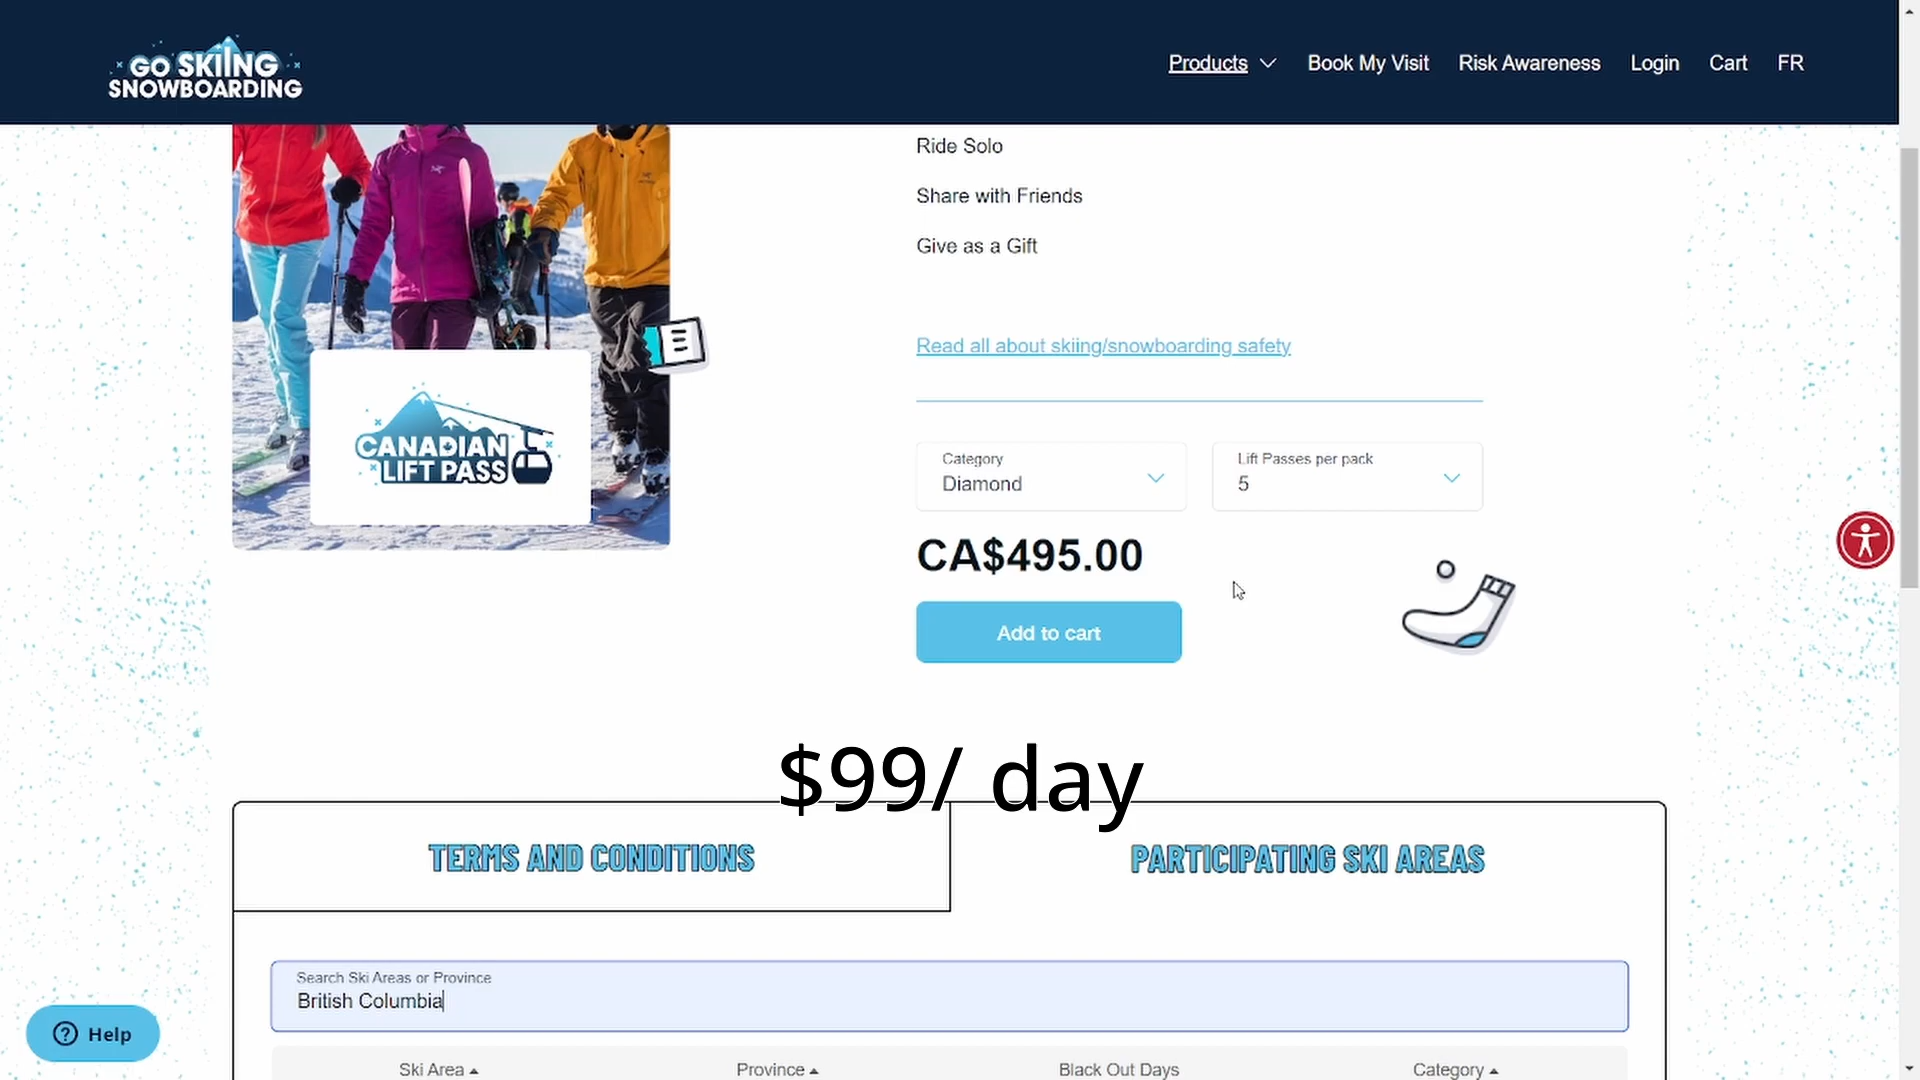 GO SKIING
SNOWBOARDING
Products
Book My Visit
Risk Awareness
Login
Cart
FR
Ride Solo
Share with Friends
Give as a Gift
Read all about skiing/snowboarding safety
CANADIAN
LIFT PASS
Category
Diamond
Lift Passes per pack
5
CA$495.00
Add to cart
$99/ day
TERMS AND CONDITIONS
PARTICIPATING SKI AREAS
Search Ski Areas or Province
British Columbia
Help
Ski Area
Province
Black Out Days
Category